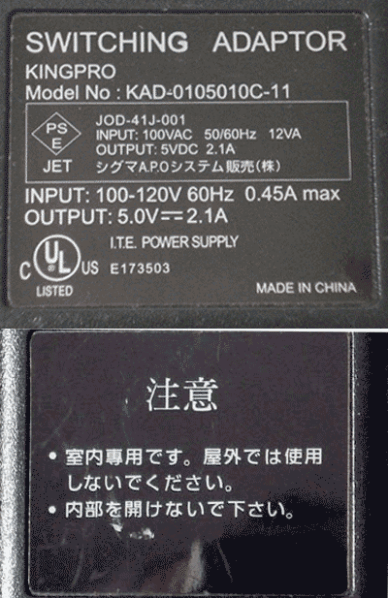 SWITCHING ADAPTOR
KINGPRO
Model No : KAD-0105010C-11
PS
E
JET
JOD-41J-001
INPUT: 100VAC 50/60Hz 12VA
OUTPUT: 5VDC 2.1A
シグマA.P.Oシステム販売(株)
INPUT: 100-120V 60Hz 0.45A max
OUTPUT: 5.0V⎓2.1A
C UL US
LISTED
I.T.E. POWER SUPPLY
E173503
MADE IN CHINA
注意
• 室内専用です。屋外では使用
しないでください。
• 内部を開けないで下さい。